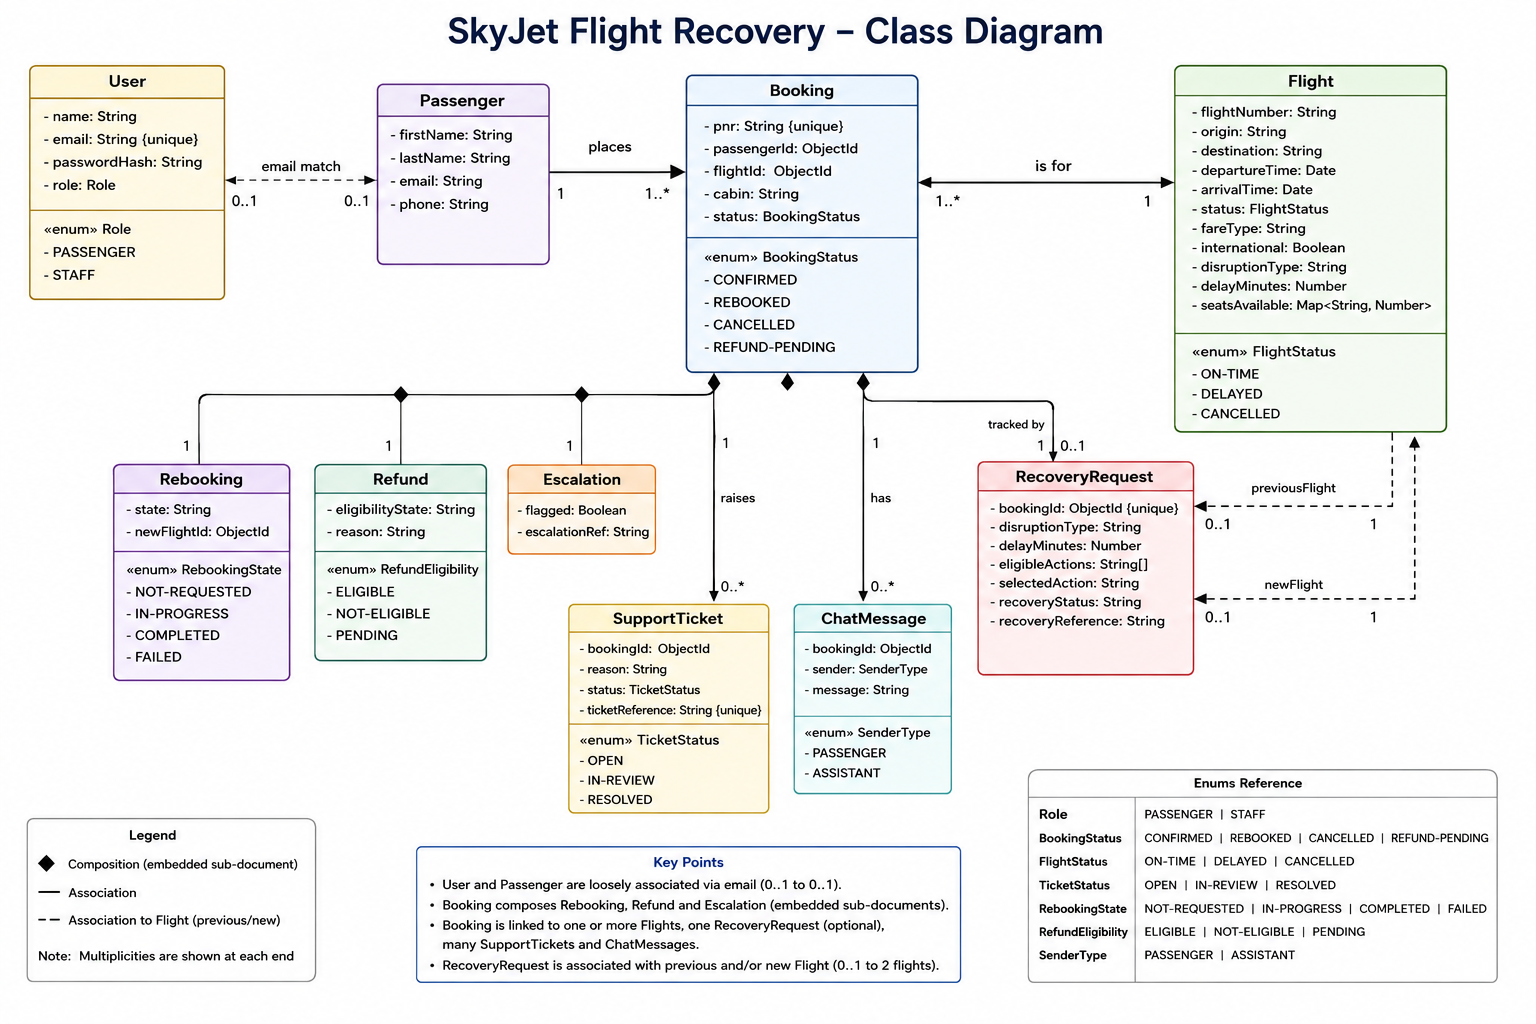 SkyJet Flight Recovery – Class Diagram
User
- name: String
- email: String {unique}
- passwordHash: String
- role: Role
«enum» Role
- PASSENGER
- STAFF
email match
0..1
0..1
Passenger
- firstName: String
- lastName: String
- email: String
- phone: String
places
1
1..*
Booking
- pnr: String {unique}
- passengerId: ObjectId
- flightId: ObjectId
- cabin: String
- status: BookingStatus
«enum» BookingStatus
- CONFIRMED
- REBOOKED
- CANCELLED
- REFUND-PENDING
is for
1..*
1
Flight
- flightNumber: String
- origin: String
- destination: String
- departureTime: Date
- arrivalTime: Date
- status: FlightStatus
- fareType: String
- international: Boolean
- disruptionType: String
- delayMinutes: Number
- seatsAvailable: Map<String, Number>
«enum» FlightStatus
- ON-TIME
- DELAYED
- CANCELLED
1
1
1
1
1
tracked by
1
0..1
Rebooking
- state: String
- newFlightId: ObjectId
«enum» RebookingState
- NOT-REQUESTED
- IN-PROGRESS
- COMPLETED
- FAILED
Refund
- eligibilityState: String
- reason: String
«enum» RefundEligibility
- ELIGIBLE
- NOT-ELIGIBLE
- PENDING
Escalation
- flagged: Boolean
- escalationRef: String
raises
0..*
has
0..*
SupportTicket
- bookingId: ObjectId
- reason: String
- status: TicketStatus
- ticketReference: String {unique}
«enum» TicketStatus
- OPEN
- IN-REVIEW
- RESOLVED
ChatMessage
- bookingId: ObjectId
- sender: SenderType
- message: String
«enum» SenderType
- PASSENGER
- ASSISTANT
RecoveryRequest
- bookingId: ObjectId {unique}
- disruptionType: String
- delayMinutes: Number
- eligibleActions: String[]
- selectedAction: String
- recoveryStatus: String
- recoveryReference: String
previousFlight
0..1
1
newFlight
0..1
1
Legend
Composition (embedded sub-document)
Association
Association to Flight (previous/new)
Note: Multiplicities are shown at each end
Key Points
• User and Passenger are loosely associated via email (0..1 to 0..1).
• Booking composes Rebooking, Refund and Escalation (embedded sub-documents).
• Booking is linked to one or more Flights, one RecoveryRequest (optional),
many SupportTickets and ChatMessages.
• RecoveryRequest is associated with previous and/or new Flight (0..1 to 2 flights).
Enums Reference
Role PASSENGER | STAFF
BookingStatus CONFIRMED | REBOOKED | CANCELLED | REFUND-PENDING
FlightStatus ON-TIME | DELAYED | CANCELLED
TicketStatus OPEN | IN-REVIEW | RESOLVED
RebookingState NOT-REQUESTED | IN-PROGRESS | COMPLETED | FAILED
RefundEligibility ELIGIBLE | NOT-ELIGIBLE | PENDING
SenderType PASSENGER | ASSISTANT